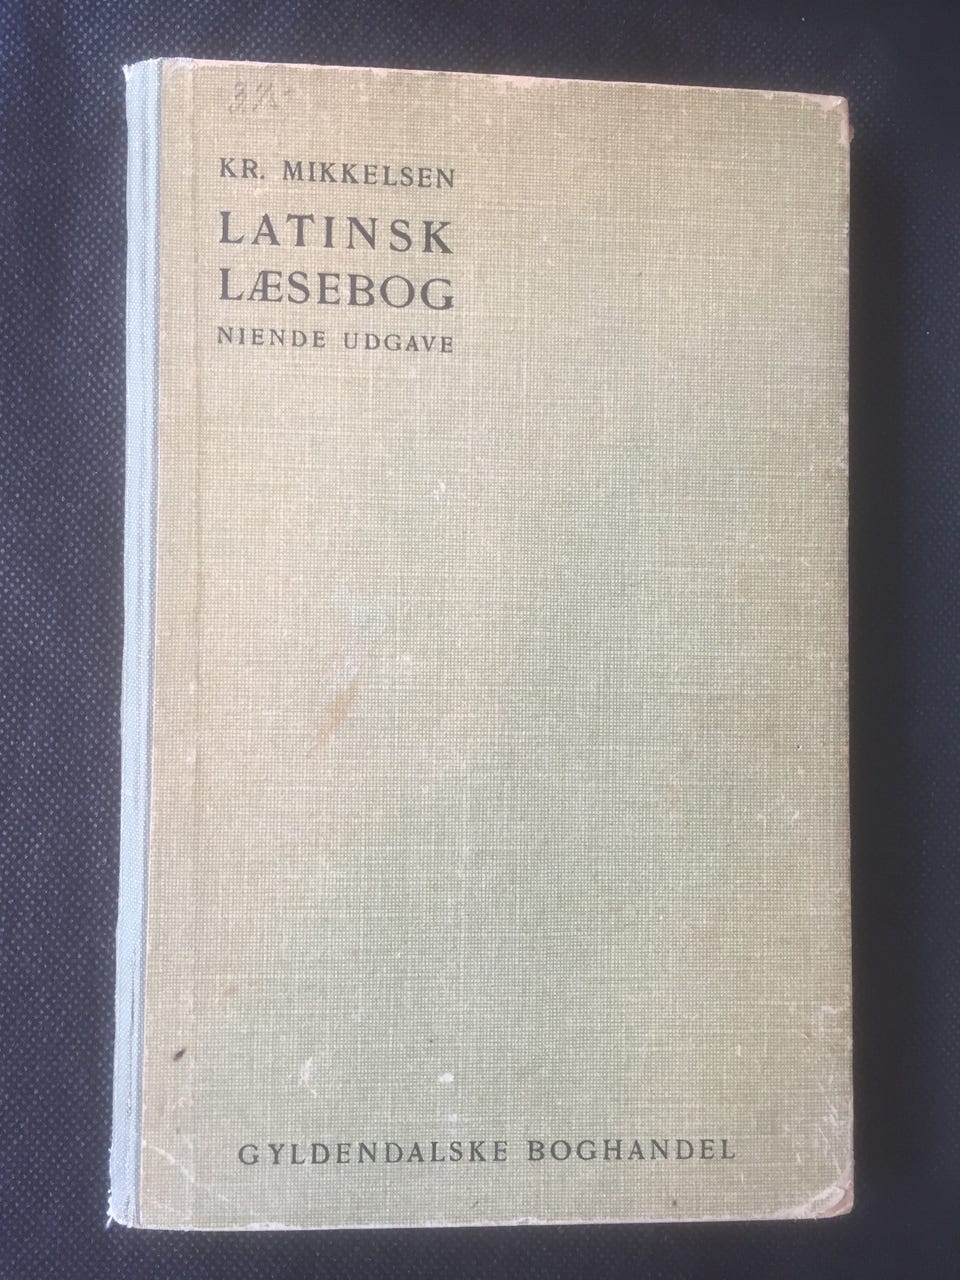 KR. MIKKELSEN
LATINSK
LÆSEBOG
NIENDE UDGAVE
GYLDENDALSKE BOGHANDEL